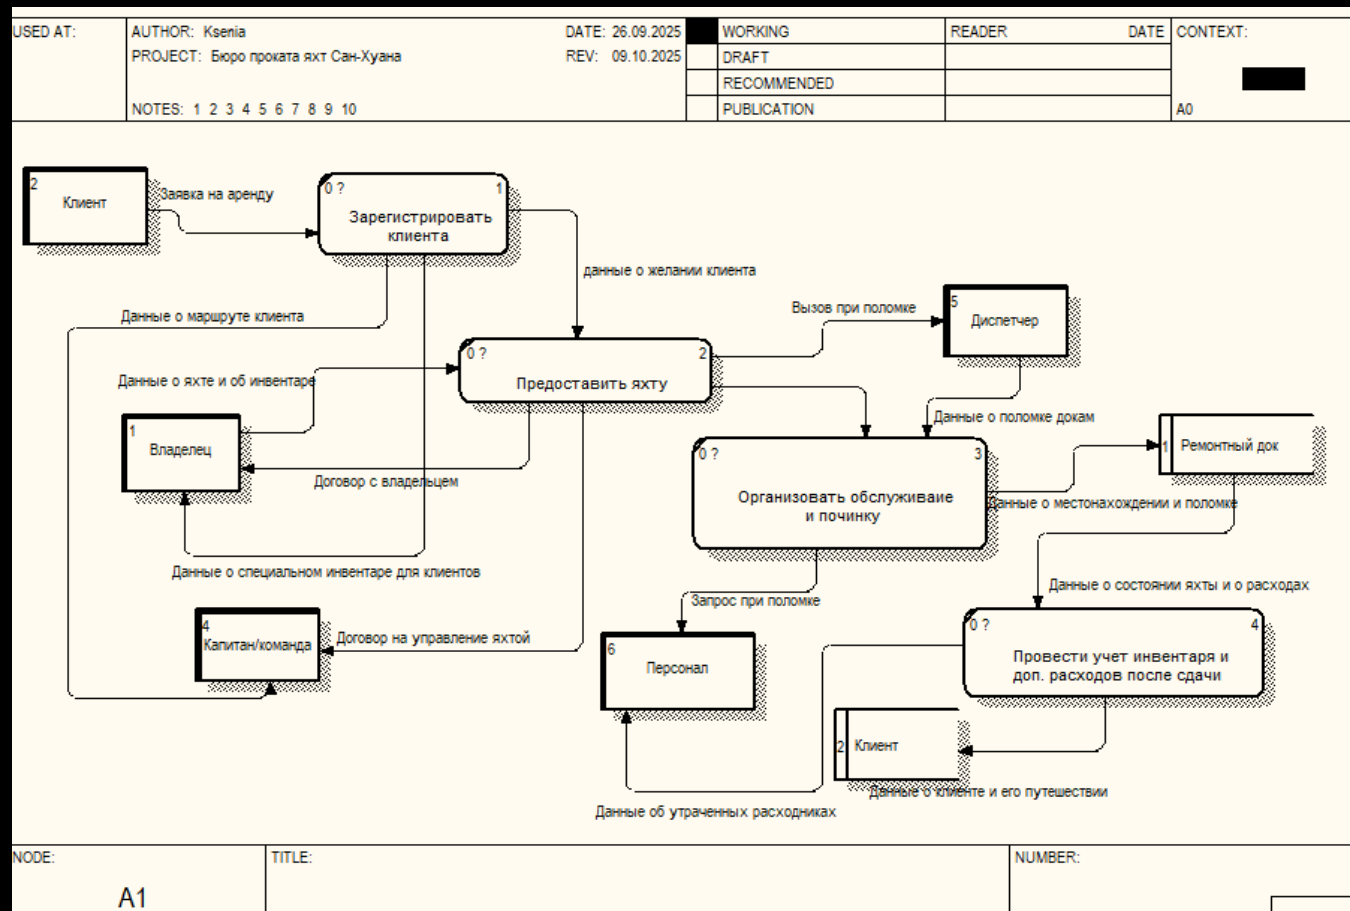 USED AT:
AUTHOR: Ksenia
DATE: 26.09.2025
PROJECT: Бюро проката яхт Сан-Хуана
REV: 09.10.2025
NOTES: 1 2 3 4 5 6 7 8 9 10
WORKING
DRAFT
RECOMMENDED
PUBLICATION
READER
DATE
CONTEXT:
A0
2
Клиент
Заявка на аренду
0 ?
1
Зарегистрировать
клиента
данные о желании клиента
Данные о маршруте клиента
Вызов при поломке
5
Диспетчер
0 ?
2
Предоставить яхту
Данные о яхте и об инвентаре
1
Владелец
Данные о поломке докам
Договор с владельцем
0 ?
3
Организовать обслуживаие
и починку
1
Ремонтный док
Данные о местонахождении и поломке
Данные о специальном инвентаре для клиентов
Данные о состоянии яхты и о расходах
Запрос при поломке
4
Капитан/команда
Договор на управление яхтой
6
Персонал
0 ?
4
Провести учет инвентаря и
доп. расходов после сдачи
2
Клиент
Данные о клиенте и его путешествии
Данные об утраченных расходниках
NODE:
A1
TITLE:
NUMBER: